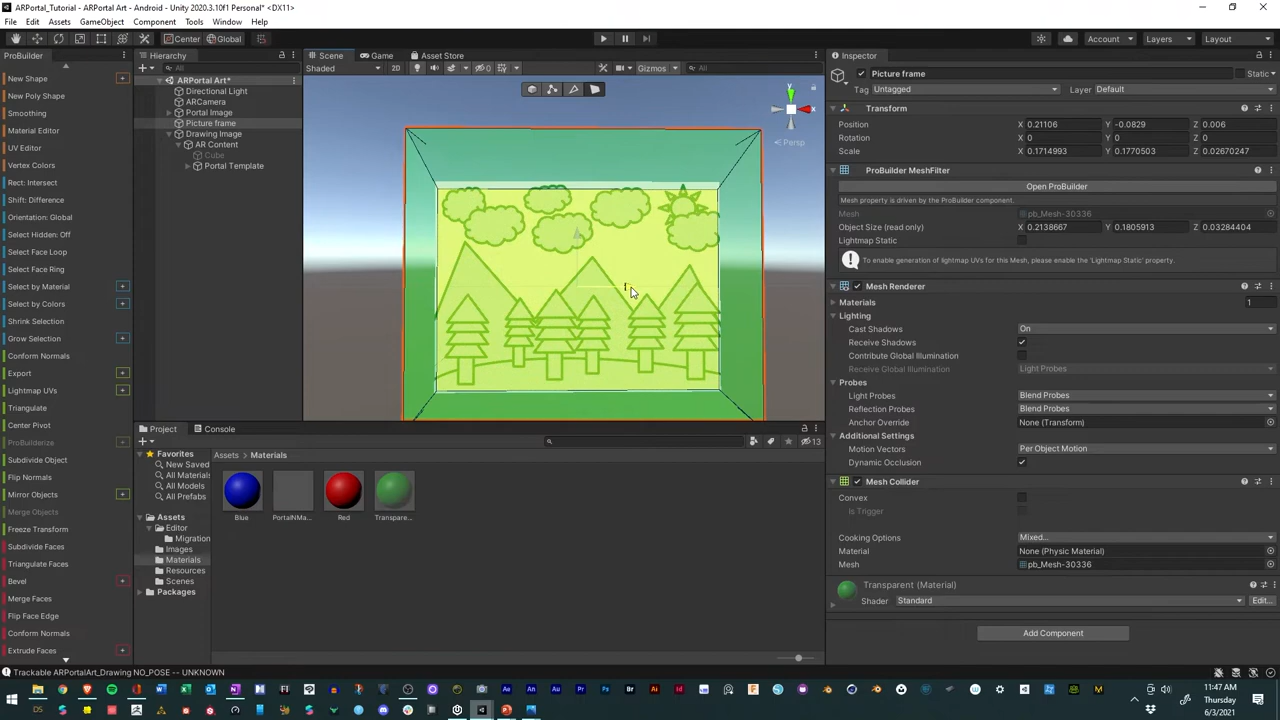 ARPortal_Tutorial - ARPortal Art - Android - Unity 2020.3.10f1 Personal* <DX11>
File Edit Assets GameObject Component Tools Window Help
Center Global Account Layers Layout
ProBuilder
New Shape
New Poly Shape
Smoothing
Material Editor
UV Editor
Vertex Colors
Rect: Intersect
Shift: Difference
Orientation: Global
Select Hidden: On
Select Face Loop
Select Face Ring
Select by Material
Select by Colors
Shrink Selection
Grow Selection
Conform Normals
Export
Lightmap UVs
Triangulate
Center Pivot
ProBuilderize
Subdivide Object
Flip Normals
Mirror Objects
Merge Objects
Freeze Transform
Subdivide Faces
Triangulate Faces
Bevel
Merge Faces
Flip Face Edge
Conform Normals
Extrude Faces
Hierarchy
All
ARPortal Art*
Directional Light
ARCamera
Portal Image
Picture frame
Drawing Image
AR Content
Cube
Portal Template
Scene Game Asset Store
Shaded 2D 0 Gizmos All
y
x
Persp
Project Console
13
Favorites
New Saved
All Materials
All Models
All Prefabs
Assets
Editor
Migration
Images
Materials
Resources
Scenes
Packages
Assets > Materials
Blue PortalNMa... Red Transpare...
Inspector
Picture frame Static
Tag Untagged Layer Default
Transform
Position X 0.21106 Y -0.0829 Z 0.006
Rotation X 0 Y 0 Z 0
Scale X 0.1714993 Y 0.1770503 Z 0.02670247
ProBuilder MeshFilter
Open ProBuilder
Mesh property is driven by the ProBuilder component.
Mesh pb_Mesh-30336
Object Size (read only) X 0.2138667 Y 0.1805913 Z 0.03284404
Lightmap Static
To enable generation of lightmap UVs for this Mesh, please enable the 'Lightmap Static' property.
Mesh Renderer
Materials 1
Lighting
Cast Shadows On
Receive Shadows
Contribute Global Illumination
Receive Global Illumination Light Probes
Probes
Light Probes Blend Probes
Reflection Probes Blend Probes
Anchor Override None (Transform)
Additional Settings
Motion Vectors Per Object Motion
Dynamic Occlusion
Mesh Collider
Convex
Is Trigger
Cooking Options Mixed...
Material None (Physic Material)
Mesh pb_Mesh-30336
Transparent (Material)
Shader Standard Edit...
Add Component
Trackable ARPortalArt_Drawing NO_POSE -- UNKNOWN
11:47 AM
Thursday
6/3/2021